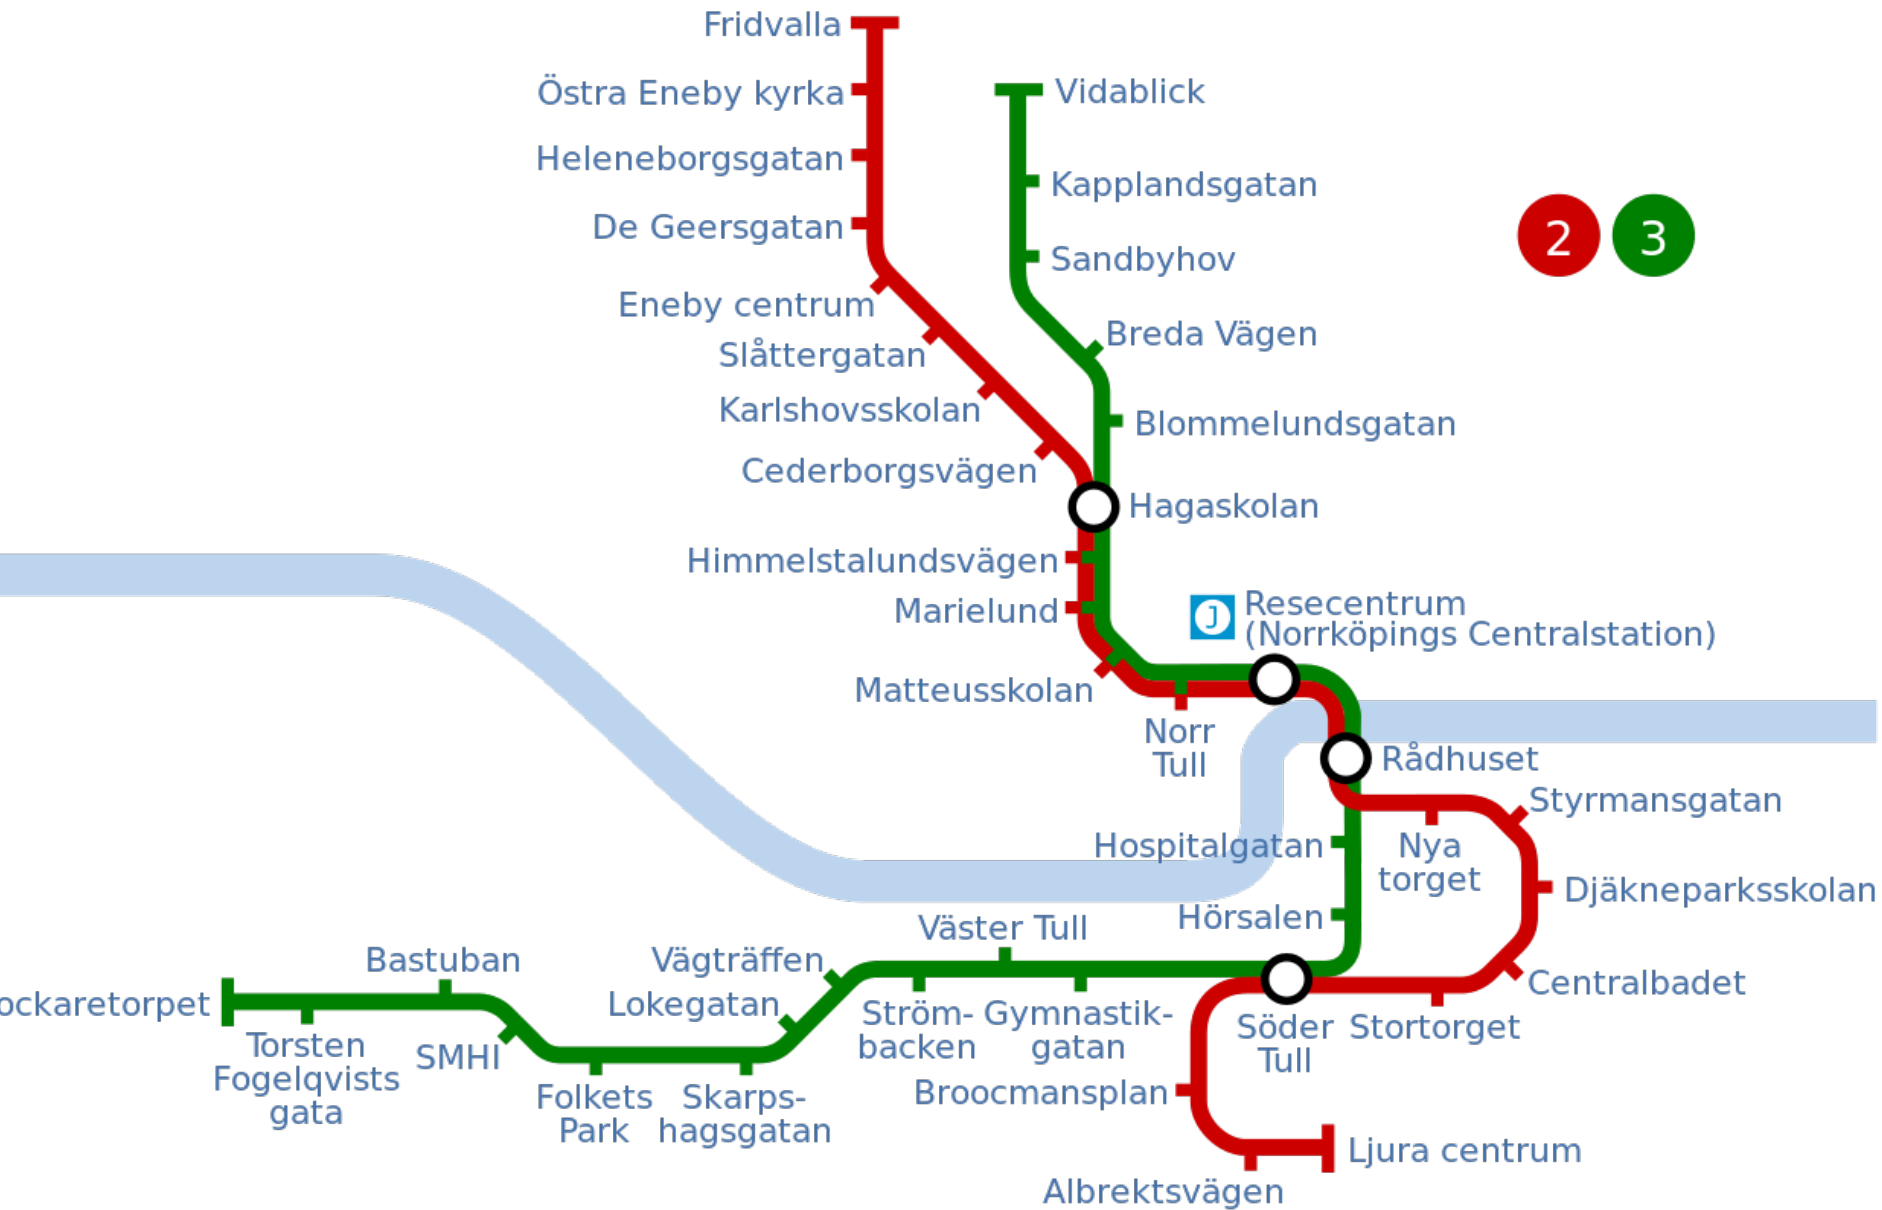 Fridvalla
Östra Eneby kyrka
Vidablick
Heleneborgsgatan
Kapplandsgatan
De Geersgatan
Sandbyhov
2
3
Eneby centrum
Breda Vägen
Slåttergatan
Karlshovsskolan
Blommelundsgatan
Cederborgsvägen
Hagaskolan
Himmelstalundsvägen
Marielund
J
Resecentrum
(Norrköpings Centralstation)
Matteusskolan
Norr
Tull
Rådhuset
Styrmansgatan
Hospitalgatan
Nya
torget
Djäkneparksskolan
Hörsalen
Väster Tull
Bastuban
Vägträffen
Centralbadet
ockaretorpet
Lokegatan
Ström-
backen
Gymnastik-
gatan
Söder
Tull
Stortorget
Torsten
Fogelqvists
gata
SMHI
Folkets
Park
Skarps-
hagsgatan
Broocmansplan
Ljura centrum
Albrektsvägen